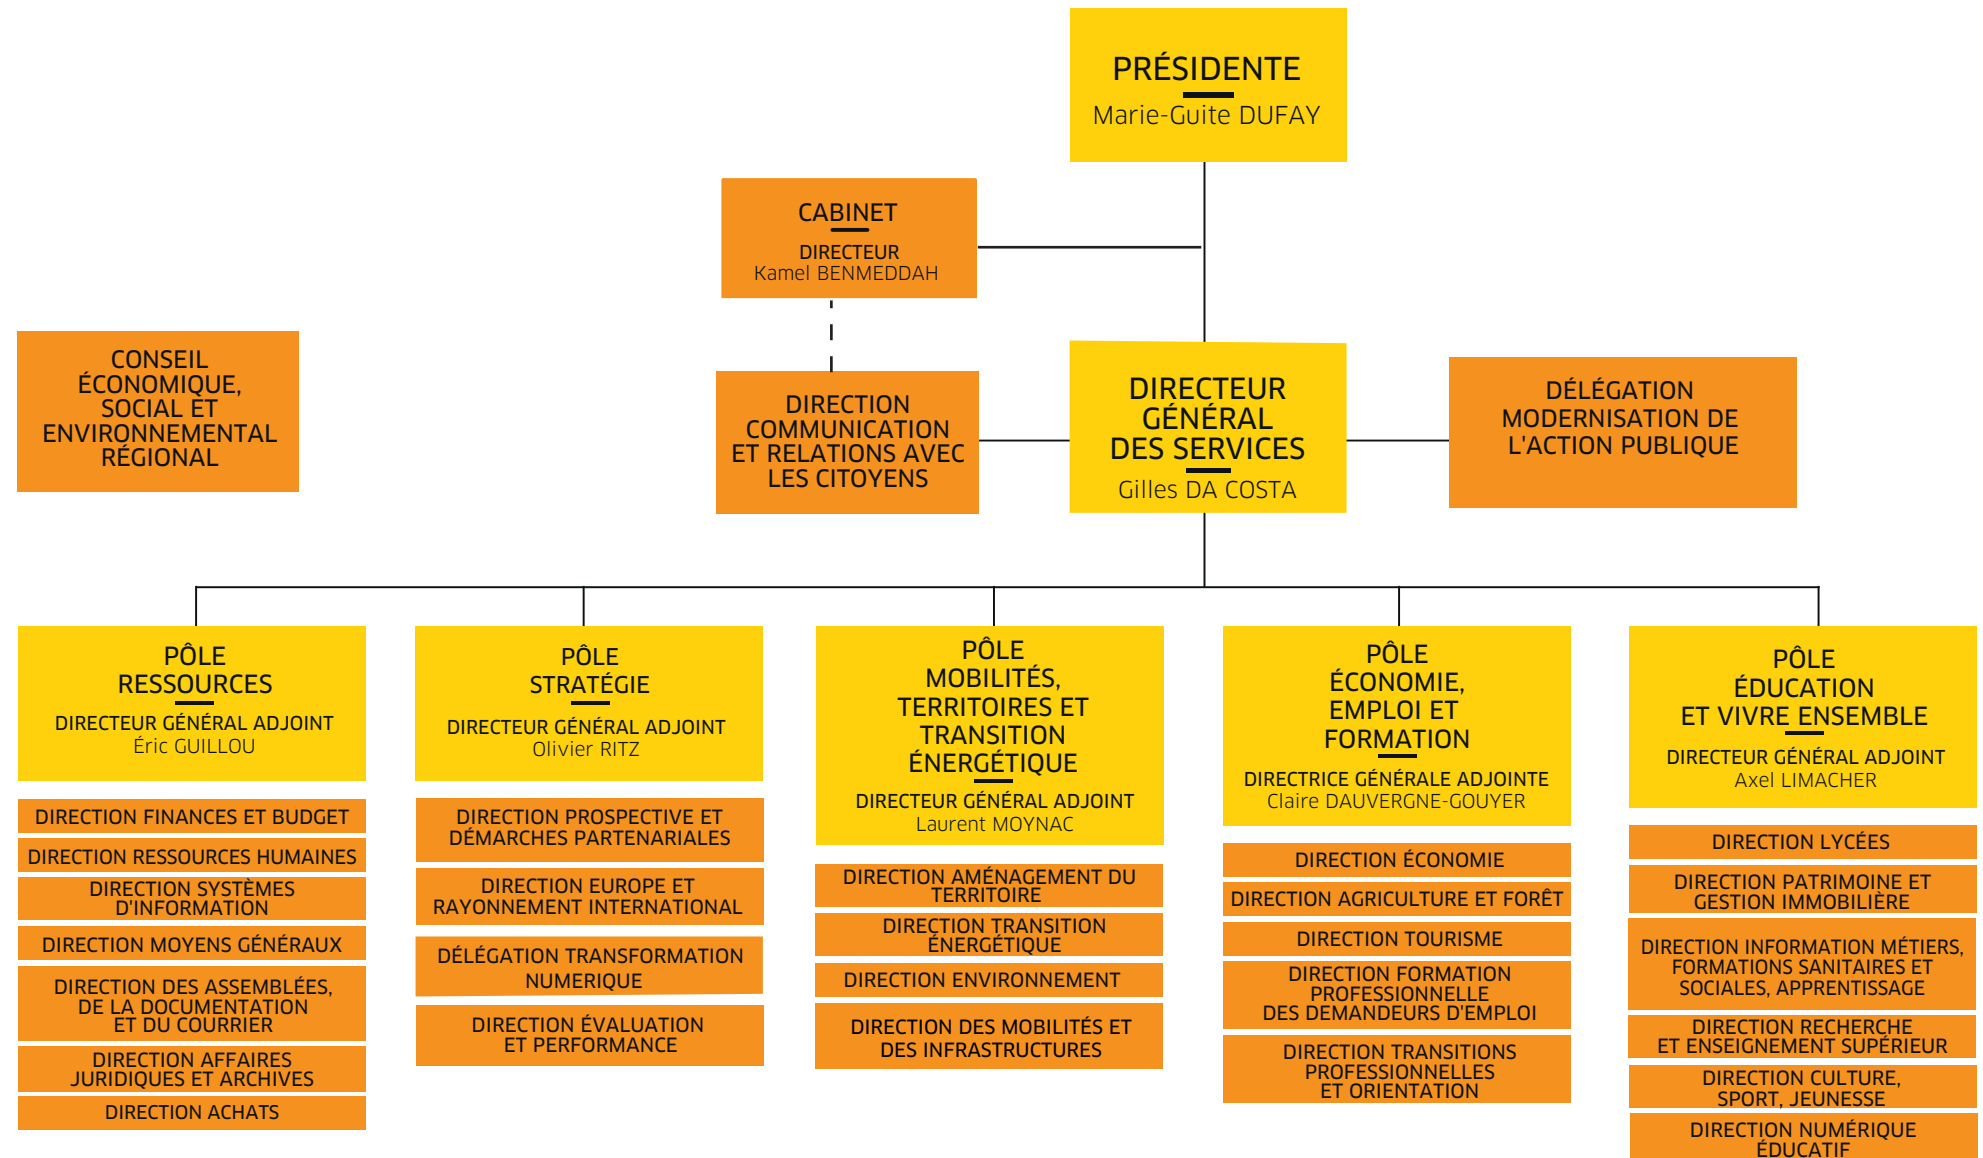 PRÉSIDENTE
Marie-Guite DUFAY
CABINET
DIRECTEUR
Kamel BENMEDDAH
CONSEIL
ÉCONOMIQUE,
SOCIAL ET
ENVIRONNEMENTAL
RÉGIONAL
DIRECTION
COMMUNICATION
ET RELATIONS AVEC
LES CITOYENS
DIRECTEUR
GÉNÉRAL
DES SERVICES
Gilles DA COSTA
DÉLÉGATION
MODERNISATION DE
L'ACTION PUBLIQUE
PÔLE
RESSOURCES
DIRECTEUR GÉNÉRAL ADJOINT
Éric GUILLOU
DIRECTION FINANCES ET BUDGET
DIRECTION RESSOURCES HUMAINES
DIRECTION SYSTÈMES
D'INFORMATION
DIRECTION MOYENS GÉNÉRAUX
DIRECTION DES ASSEMBLÉES,
DE LA DOCUMENTATION
ET DU COURRIER
DIRECTION AFFAIRES
JURIDIQUES ET ARCHIVES
DIRECTION ACHATS
PÔLE
STRATÉGIE
DIRECTEUR GÉNÉRAL ADJOINT
Olivier RITZ
DIRECTION PROSPECTIVE ET
DÉMARCHES PARTENARIALES
DIRECTION EUROPE ET
RAYONNEMENT INTERNATIONAL
DÉLÉGATION TRANSFORMATION
NUMERIQUE
DIRECTION ÉVALUATION
ET PERFORMANCE
PÔLE
MOBILITÉS,
TERRITOIRES ET
TRANSITION
ÉNERGÉTIQUE
DIRECTEUR GÉNÉRAL ADJOINT
Laurent MOYNAC
DIRECTION AMÉNAGEMENT DU
TERRITOIRE
DIRECTION TRANSITION
ÉNERGÉTIQUE
DIRECTION ENVIRONNEMENT
DIRECTION DES MOBILITÉS ET
DES INFRASTRUCTURES
PÔLE
ÉCONOMIE,
EMPLOI ET
FORMATION
DIRECTRICE GÉNÉRALE ADJOINTE
Claire DAUVERGNE-GOUYER
DIRECTION ÉCONOMIE
DIRECTION AGRICULTURE ET FORÊT
DIRECTION TOURISME
DIRECTION FORMATION
PROFESSIONNELLE
DES DEMANDEURS D'EMPLOI
DIRECTION TRANSITIONS
PROFESSIONNELLES
ET ORIENTATION
PÔLE
ÉDUCATION
ET VIVRE ENSEMBLE
DIRECTEUR GÉNÉRAL ADJOINT
Axel LIMACHER
DIRECTION LYCÉES
DIRECTION PATRIMOINE ET
GESTION IMMOBILIÈRE
DIRECTION INFORMATION MÉTIERS,
FORMATIONS SANITAIRES ET
SOCIALES, APPRENTISSAGE
DIRECTION RECHERCHE
ET ENSEIGNEMENT SUPÉRIEUR
DIRECTION CULTURE,
SPORT, JEUNESSE
DIRECTION NUMÉRIQUE
ÉDUCATIF